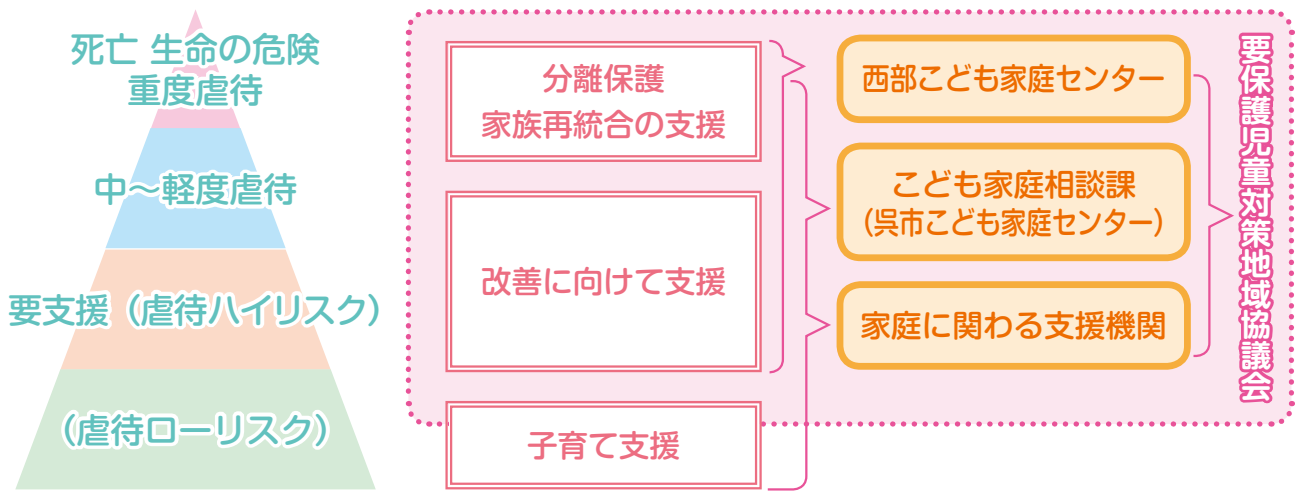 死亡 生命の危険
重度虐待
中～軽度虐待
要支援（虐待ハイリスク）
（虐待ローリスク）
分離保護
家族再統合の支援
改善に向けて支援
子育て支援
西部こども家庭センター
こども家庭相談課
（呉市こども家庭センター）
家庭に関わる支援機関
要保護児童対策地域協議会